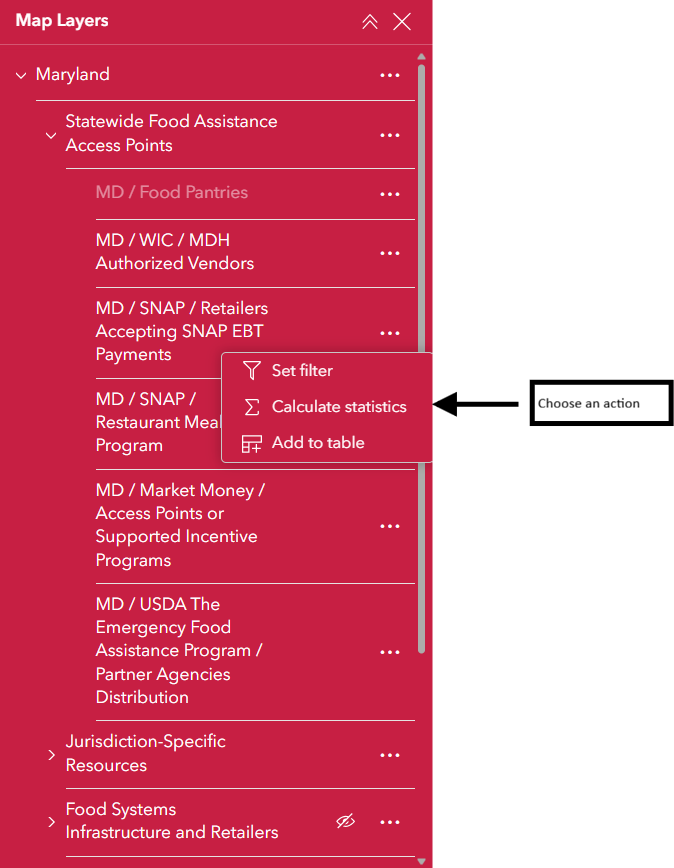 Map Layers
Maryland
Statewide Food Assistance
Access Points
MD / Food Pantries
MD / WIC / MDH
Authorized Vendors
MD / SNAP / Retailers
Accepting SNAP EBT
Payments
Set filter
Calculate statistics
Add to table
Choose an action
MD / SNAP /
Restaurant Meal
Program
MD / Market Money /
Access Points or
Supported Incentive
Programs
MD / USDA The
Emergency Food
Assistance Program /
Partner Agencies
Distribution
Jurisdiction-Specific
Resources
Food Systems
Infrastructure and Retailers